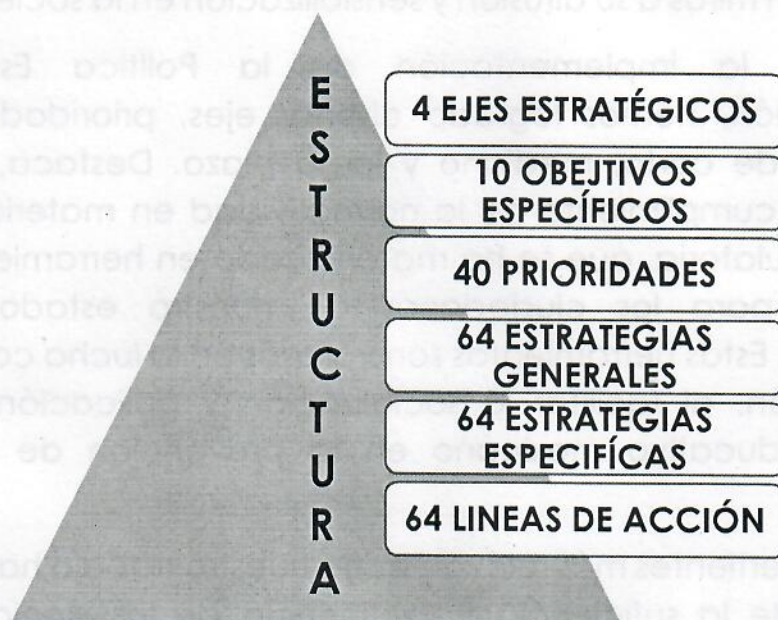 ESTRUCTURA
4 EJES ESTRATÉGICOS
10 OBEJTIVOS
ESPECÍFICOS
40 PRIORIDADES
64 ESTRATEGIAS
GENERALES
64 ESTRATEGIAS
ESPECIFÍCAS
64 LINEAS DE ACCIÓN